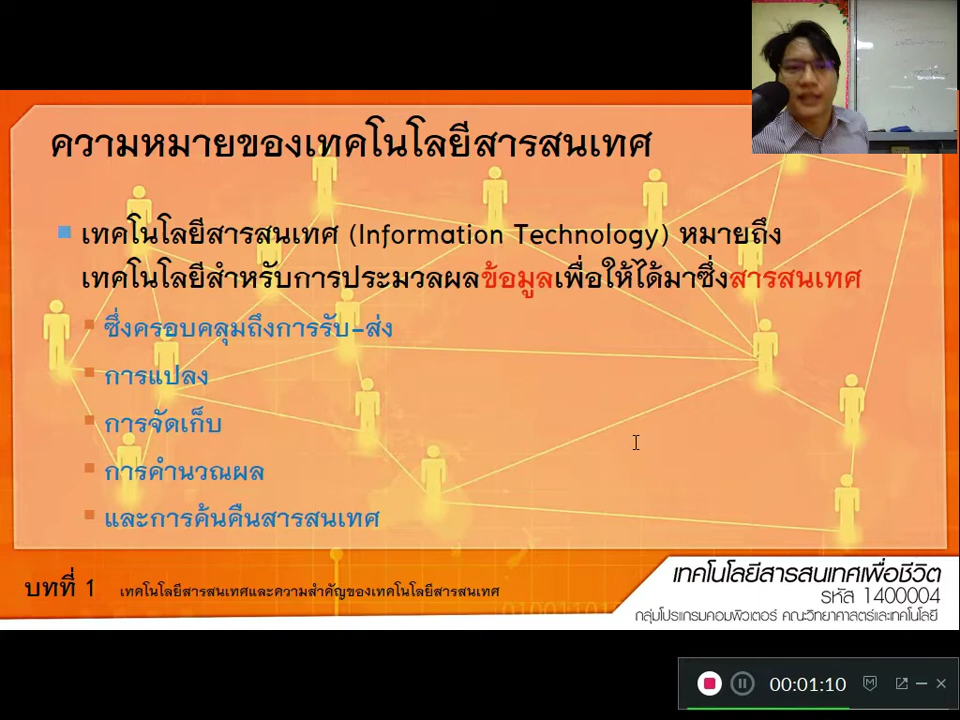 ความหมายของเทคโนโลยีสารสนเทศ
เทคโนโลยีสารสนเทศ (Information Technology) หมายถึง
เทคโนโลยีสำหรับการประมวลผลข้อมูลเพื่อให้ได้มาซึ่งสารสนเทศ
ซึ่งครอบคลุมถึงการรับ-ส่ง
การแปลง
การจัดเก็บ
การคำนวณผล
และการค้นคืนสารสนเทศ
บทที่ 1 เทคโนโลยีสารสนเทศและความสำคัญของเทคโนโลยีสารสนเทศ
เทคโนโลยีสารสนเทศเพื่อชีวิต
รหัส 1400004
กลุ่มโปรแกรมคอมพิวเตอร์ คณะวิทยาศาสตร์และเทคโนโลยี
00:01:10